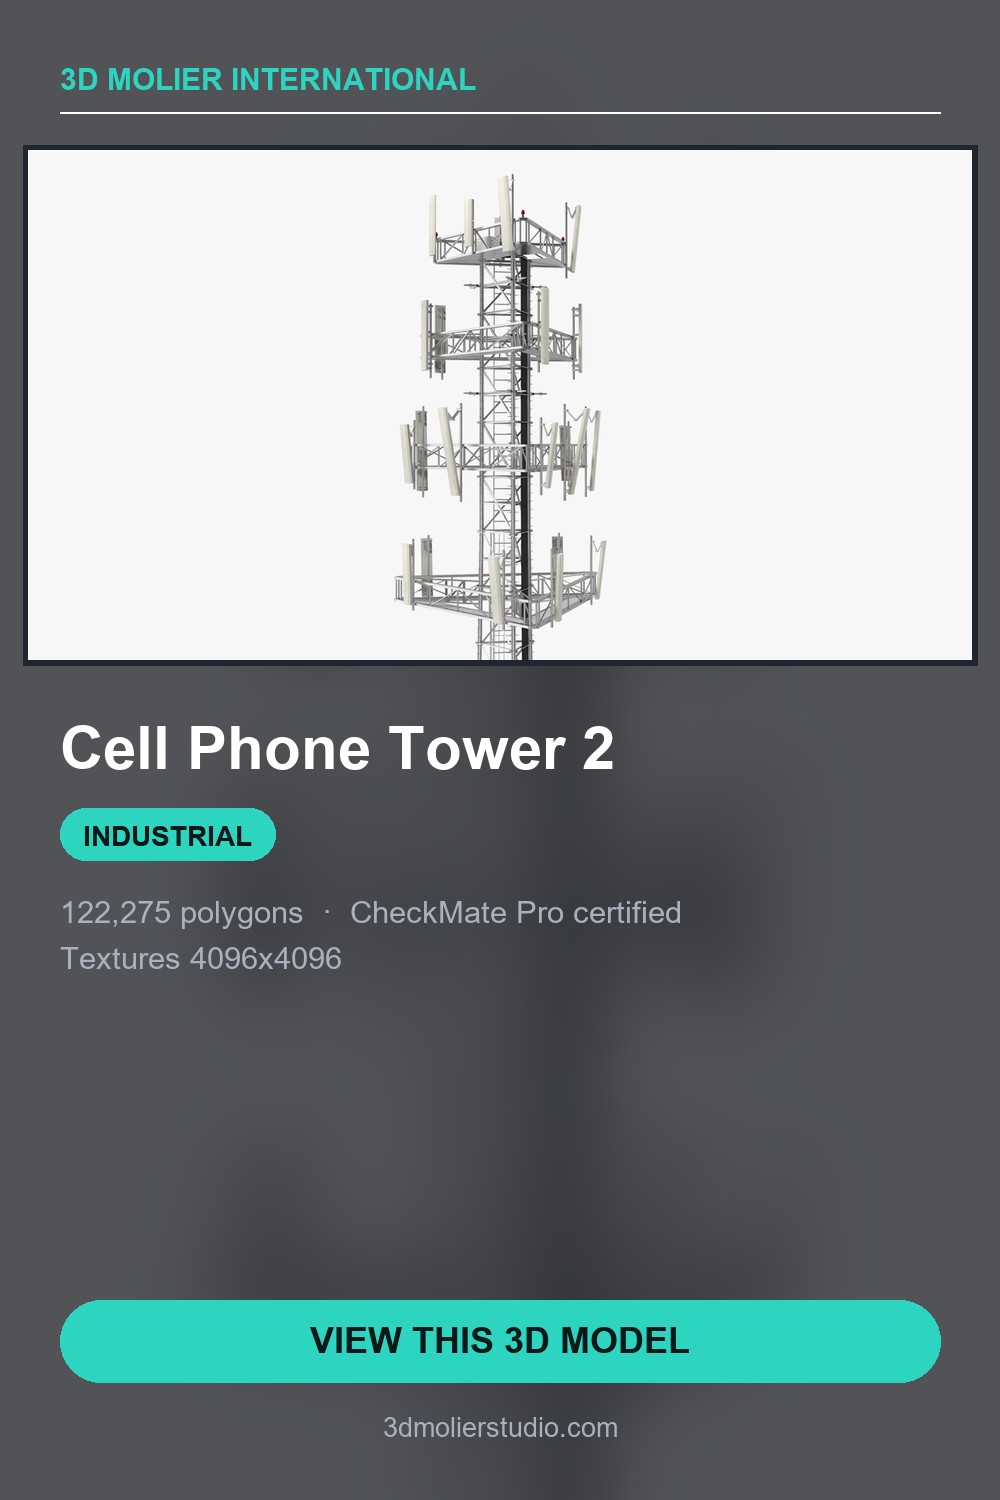 3D MOLIER INTERNATIONAL
Cell Phone Tower 2
INDUSTRIAL
122,275 polygons · CheckMate Pro certified
Textures 4096x4096
VIEW THIS 3D MODEL
3dmolierstudio.com